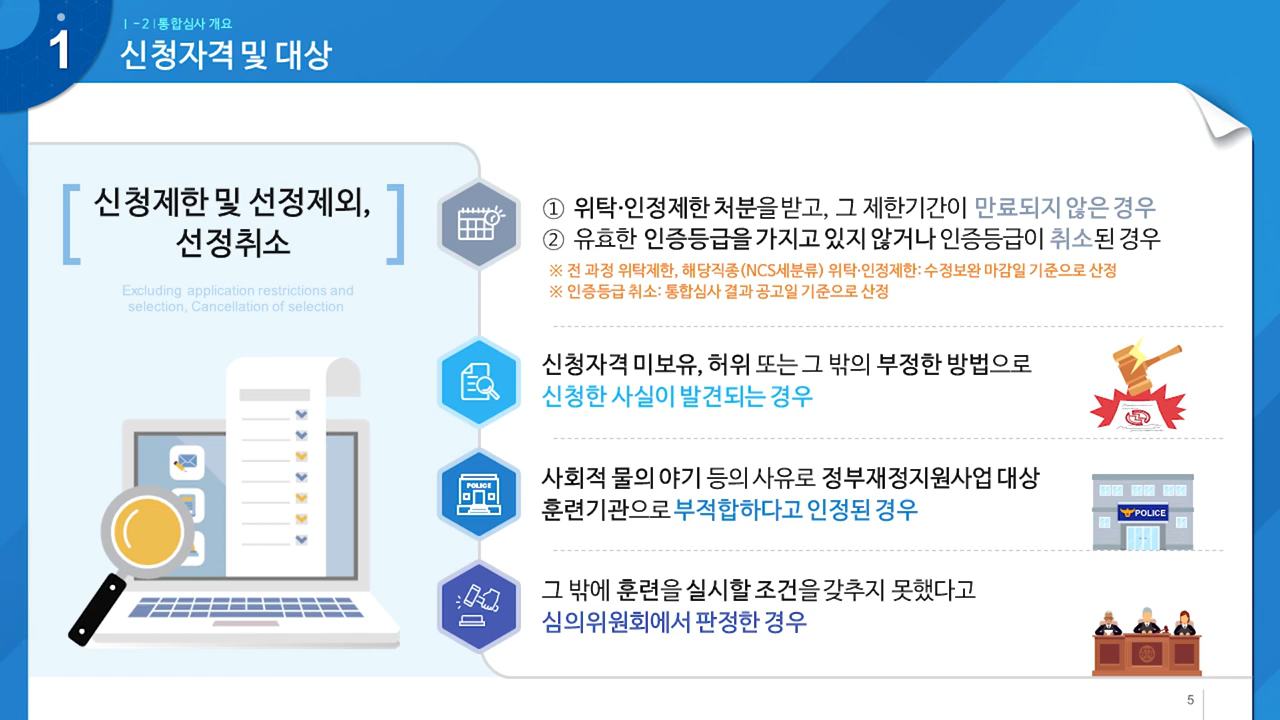 1
Ⅰ-2 | 통합심사 개요
신청자격 및 대상
신청제한 및 선정제외,
선정취소
Excluding application restrictions and
selection, Cancellation of selection
① 위탁·인정제한 처분을 받고, 그 제한기간이 만료되지 않은 경우
② 유효한 인증등급을 가지고 있지 않거나 인증등급이 취소된 경우
※ 전 과정 위탁제한, 해당직종(NCS세분류) 위탁·인정제한: 수정보완 마감일 기준으로 산정
※ 인증등급 취소: 통합심사 결과 공고일 기준으로 산정
신청자격 미보유, 허위 또는 그 밖의 부정한 방법으로
신청한 사실이 발견되는 경우
POLICE
사회적 물의 야기 등의 사유로 정부재정지원사업 대상
훈련기관으로 부적합하다고 인정된 경우
POLICE
그 밖에 훈련을 실시할 조건을 갖추지 못했다고
심의위원회에서 판정한 경우
5